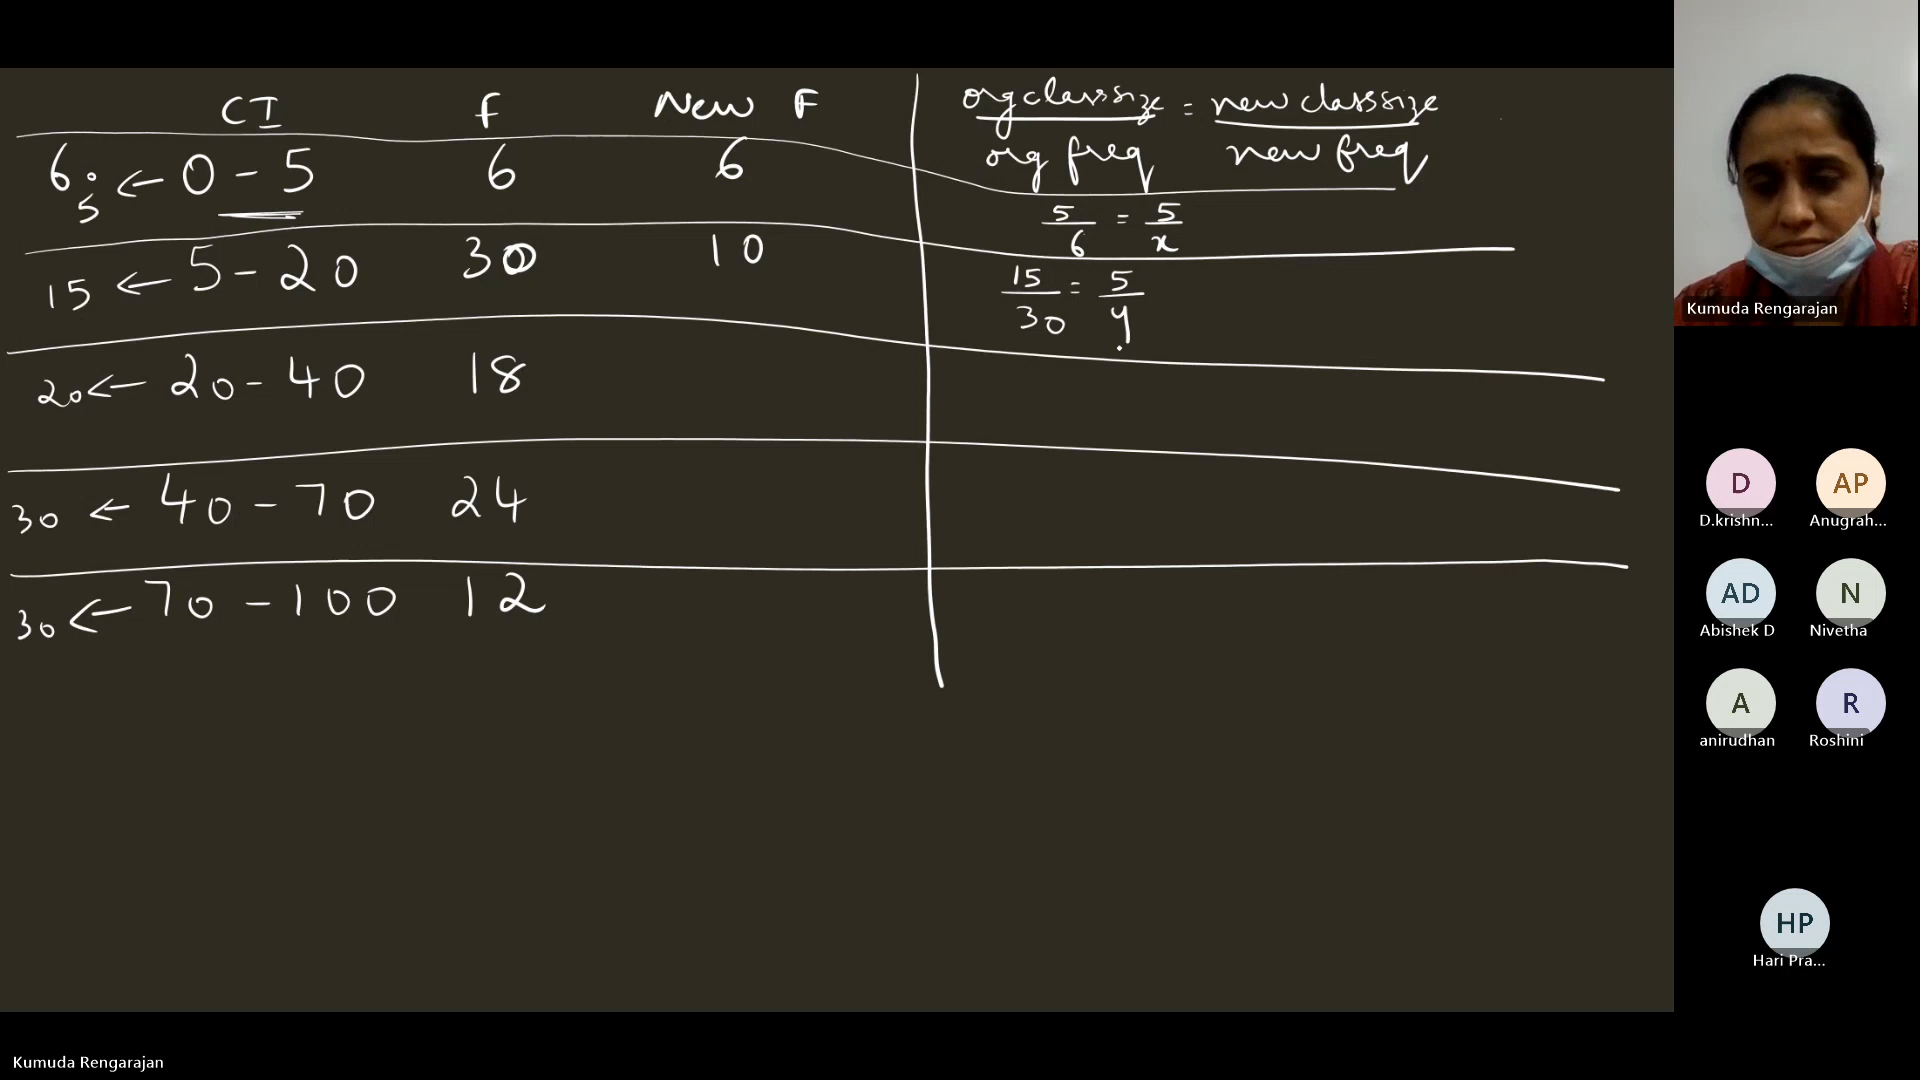 CI f New F
6. 5 ← 0 - 5 6 6
15 ← 5 - 20 30 10
20 ← 20 - 40 18
30 ← 40 - 70 24
30 ← 70 - 100 12
org class size / org freq = new class size / new freq
5/6 = 5/x
15/30 = 5/y
Kumuda Rengarajan
D
D.krishn...
AP
Anugrah...
AD
Abishek D
N
Nivetha
A
anirudhan
R
Roshini
HP
Hari Pra...
Kumuda Rengarajan